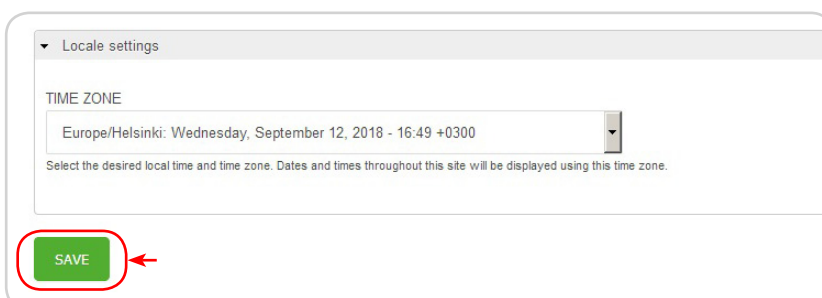 Locale settings
TIME ZONE
Europe/Helsinki: Wednesday, September 12, 2018 - 16:49 +0300
Select the desired local time and time zone. Dates and times throughout this site will be displayed using this time zone.
SAVE